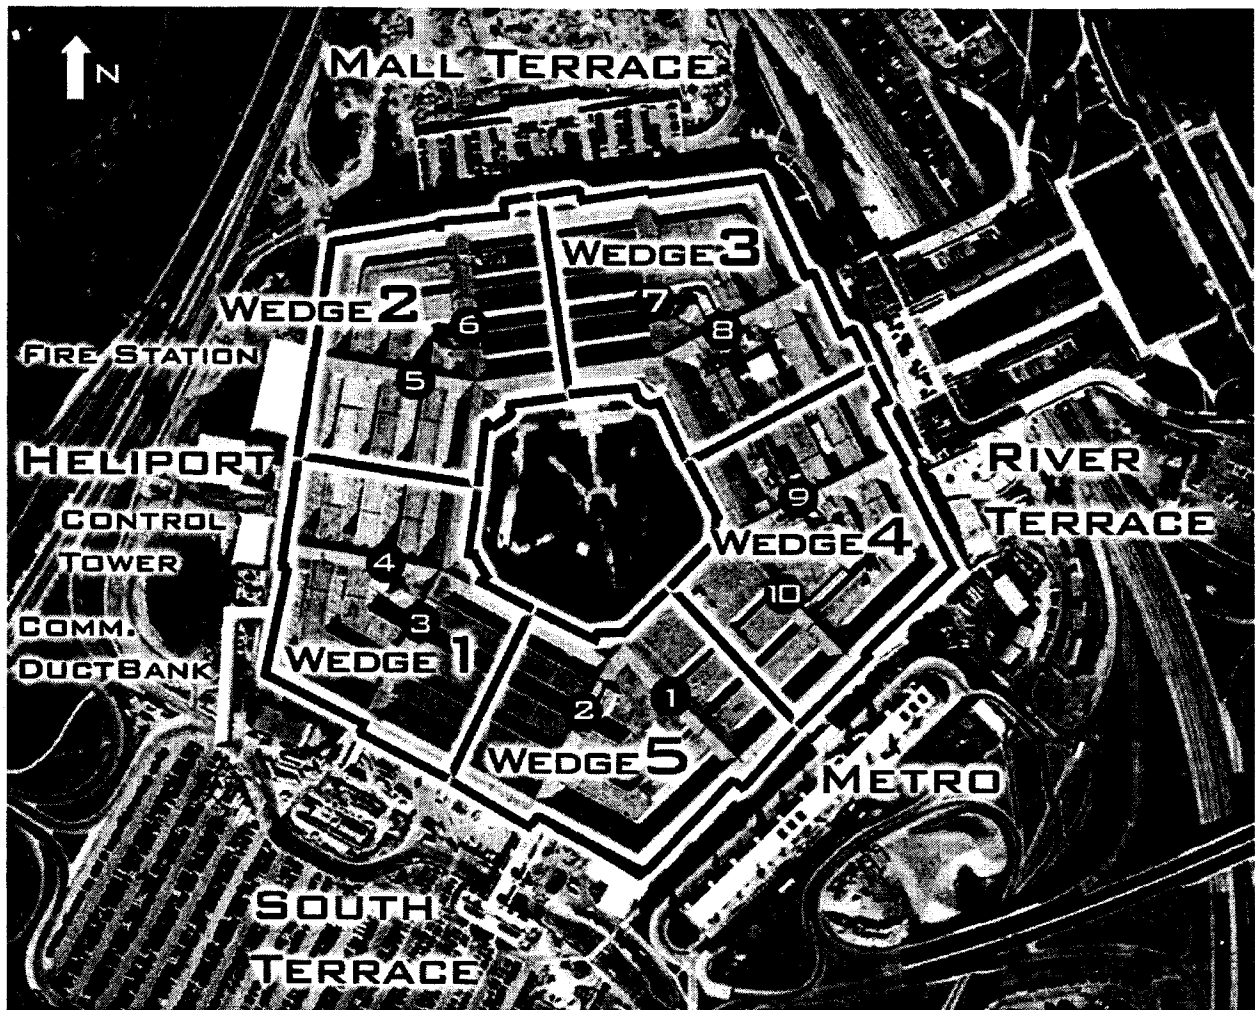 N
MALL TERRACE
WEDGE 3
WEDGE 2
7
6
8
FIRE STATION
5
HELIPORT
RIVER
TERRACE
9
CONTROL
TOWER
WEDGE 4
4
10
COMM.
DUCTBANK
3
WEDGE 1
1
2
WEDGE 5
METRO
SOUTH
TERRACE